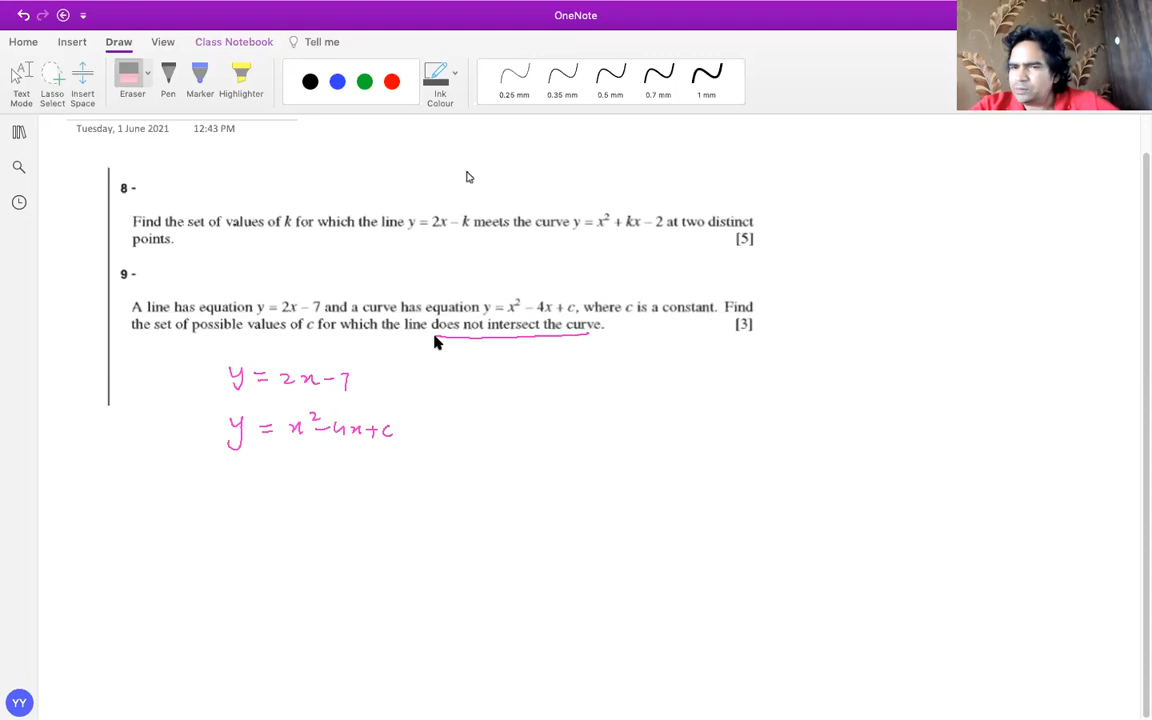 OneNote
Home Insert Draw View Class Notebook Tell me
Text Mode Lasso Select Insert Space Eraser Pen Marker Highlighter Ink Colour 0.25 mm 0.35 mm 0.5 mm 0.7 mm 1 mm
Tuesday, 1 June 2021 12:43 PM
8 -
Find the set of values of k for which the line y = 2x – k meets the curve y = x² + kx – 2 at two distinct
points. [5]
9 -
A line has equation y = 2x – 7 and a curve has equation y = x² – 4x + c, where c is a constant. Find
the set of possible values of c for which the line does not intersect the curve. [3]
y = 2x-7
y = x²-4x+c
YY